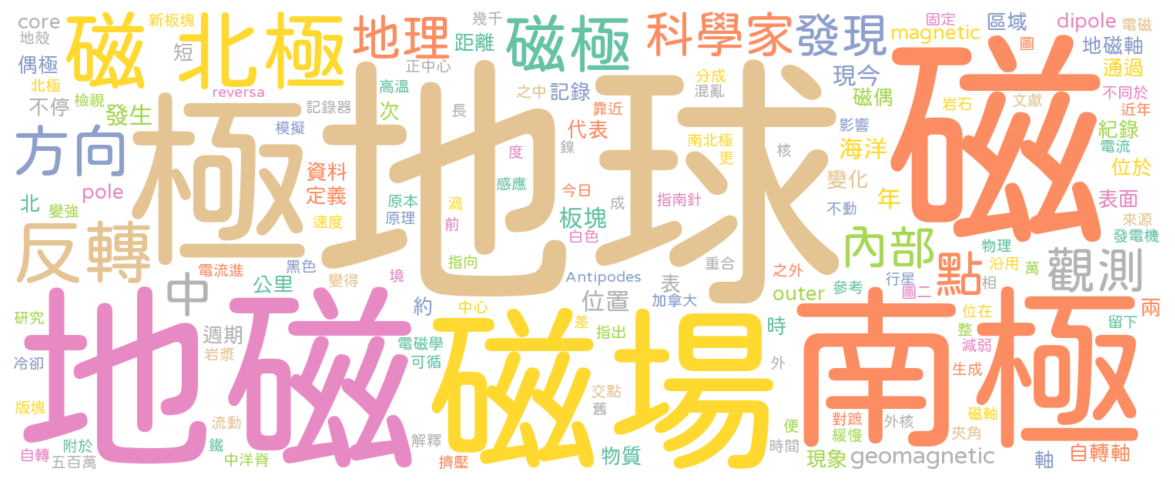 core
新板塊
幾千
固定
dipole
電磁
地殼
磁
北極
地理
距離
磁極
科學家
發現
magnetic
區域
圖
地磁軸
偶極
短
正中心
現今
通過
北極
檢視
reversa
高溫
之中
記錄
靠近
分成
混亂
磁偶
岩石
文獻
不同於
不停
發生
記錄器
次
長
代表
近年
方向
極
地球
磁
模擬
南北極
更
影響
海洋
紀錄
電流
度
鎳
核
位於
pole
資料
定義
感應
今日
指南針
變化
年
表面
北
變強
原本
原理
渦
前
成
板塊
白色
不動
來源
發電機
反轉
速度
內部
物理
電流進
黑色
境
指向
Antipodes
表
重合
之外
行星
沿用
萬
觀測
中
公里
變得
位置
加拿大
outer
參考
圖二
點
相
約
中心
差
指出
時
位在
整
兩
留下
研究
地磁
週期
岩漿
電磁學
可循
磁場
外
南極
減弱
冷卻
生成
版塊
流動
交點
舊
對蹠
外核
磁軸
便
緩慢
夾角
自轉
附於
五百萬
鐵
中洋脊
解釋
擠壓
物質
時間
現象
geomagnetic
軸
自轉軸